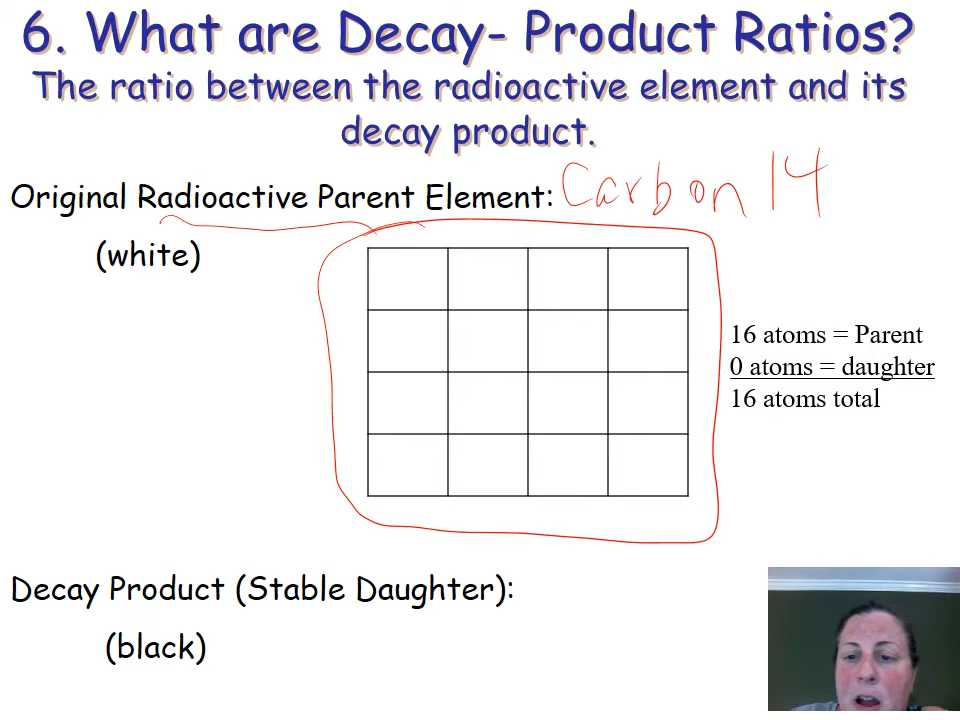 6. What are Decay- Product Ratios?
The ratio between the radioactive element and its
decay product.
Original Radioactive Parent Element: Carbon 14
(white)
16 atoms = Parent
0 atoms = daughter
16 atoms total
Decay Product (Stable Daughter):
(black)